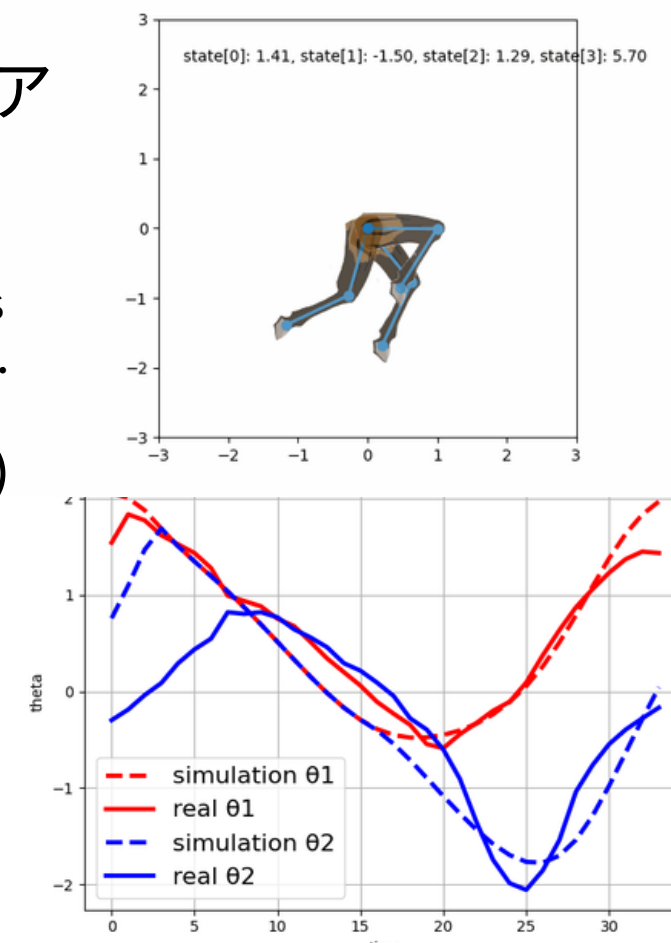 3
state[0]: 1.41, state[1]: -1.50, state[2]: 1.29, state[3]: 5.70
ア
2
1
0
−1
−2
−3
−3 −2 −1 0 1 2 3
s
.
)
2
1
0
−1
−2
theta
simulation θ1
real θ1
simulation θ2
real θ2
0 5 10 15 20 25 30